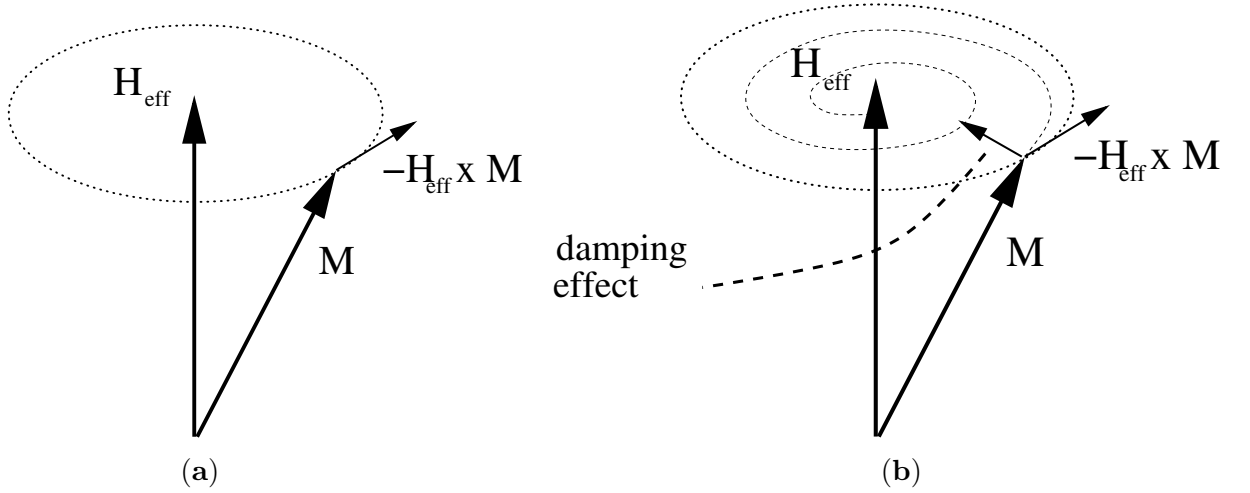 H_eff
−H_eff x M
M
(a)
H_eff
−H_eff x M
M
damping
effect
(b)